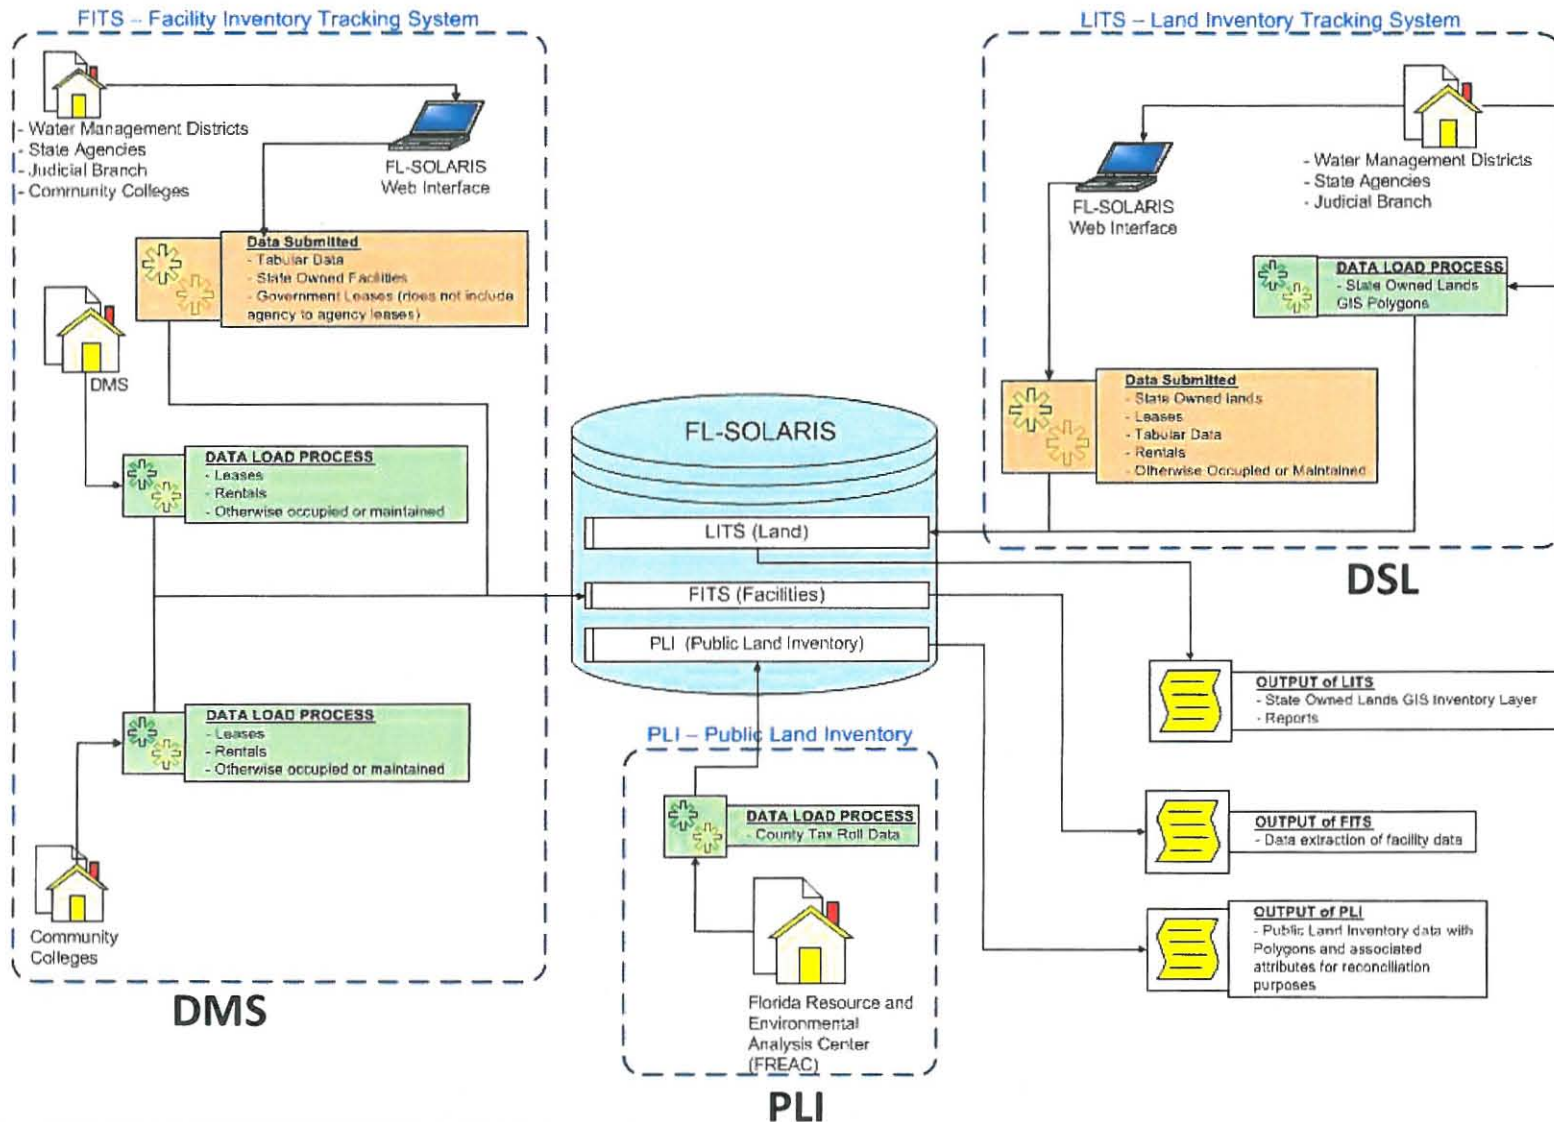 FITS – Facility Inventory Tracking System
- Water Management Districts
- State Agencies
- Judicial Branch
- Community Colleges
FL-SOLARIS
Web Interface
Data Submitted
- Tabular Data
- State Owned Facilities
- Government Leases (does not include
agency to agency leases)
DMS
DATA LOAD PROCESS
- Leases
- Rentals
- Otherwise occupied or maintained
DATA LOAD PROCESS
- Leases
- Rentals
- Otherwise occupied or maintained
Community
Colleges
DMS
FL-SOLARIS
LITS (Land)
FITS (Facilities)
PLI (Public Land Inventory)
PLI – Public Land Inventory
DATA LOAD PROCESS
- County Tax Roll Data
Florida Resource and
Environmental
Analysis Center
(FREAC)
PLI
LITS – Land Inventory Tracking System
- Water Management Districts
- State Agencies
- Judicial Branch
FL-SOLARIS
Web Interface
DATA LOAD PROCESS
- State Owned Lands
GIS Polygons
Data Submitted
- State Owned lands
- Leases
- Tabular Data
- Rentals
- Otherwise Occupied or Maintained
DSL
OUTPUT of LITS
- State Owned Lands GIS Inventory Layer
- Reports
OUTPUT of FITS
- Data extraction of facility data
OUTPUT of PLI
- Public Land Inventory data with
Polygons and associated
attributes for reconciliation
purposes